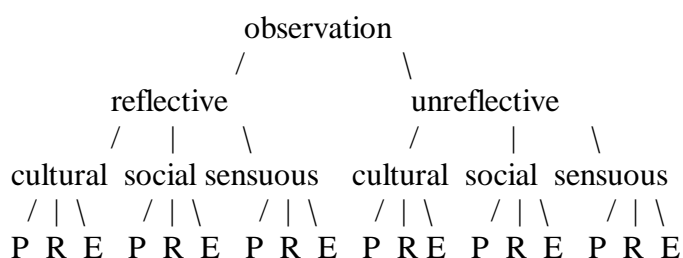 observation
reflective unreflective
cultural social sensuous cultural social sensuous
P R E P R E P R E P R E P R E P R E